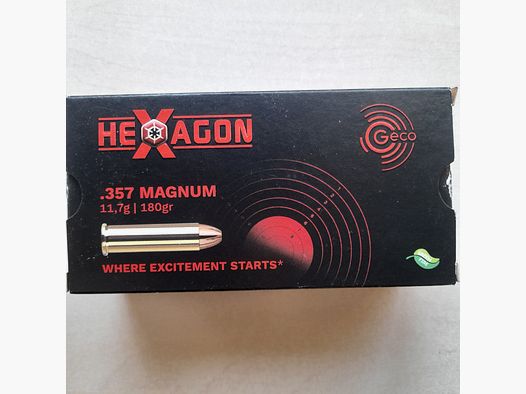 HEXAGON
Geco
.357 MAGNUM
11,7g | 180gr
WHERE EXCITEMENT STARTS*